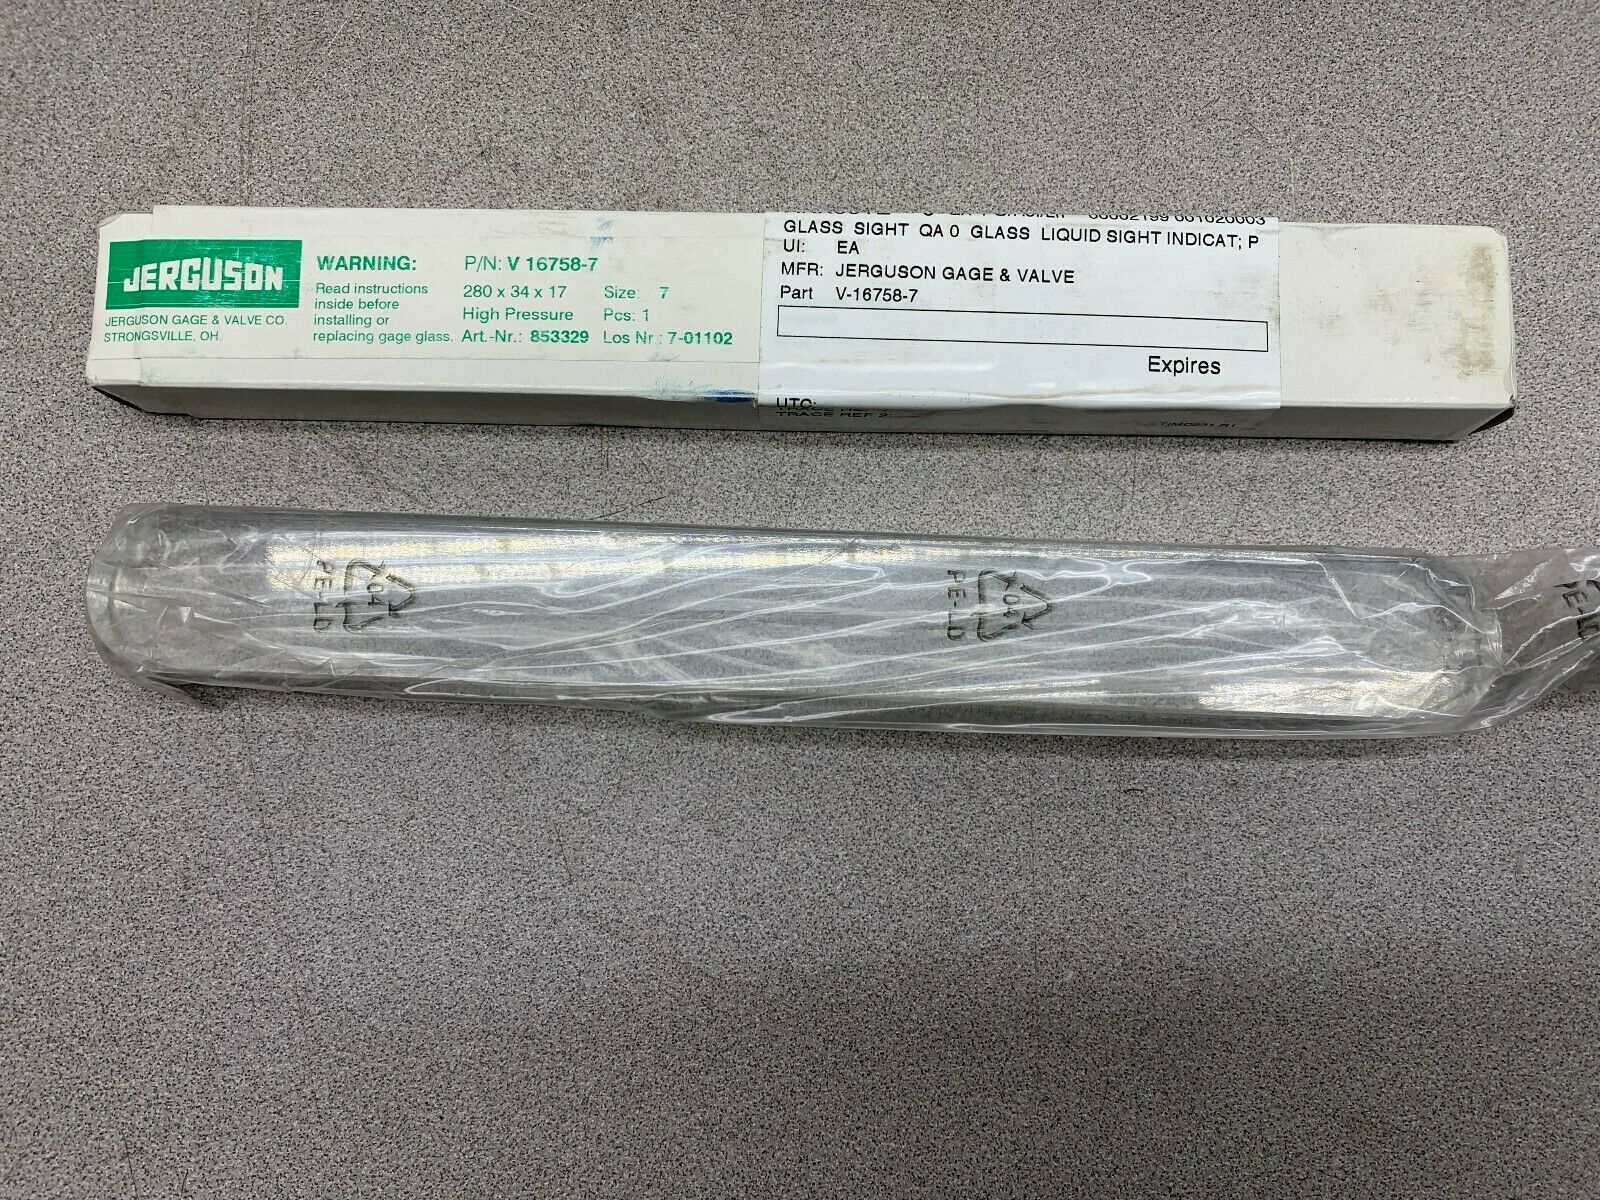 JERGUSON
JERGUSON GAGE & VALVE CO.
STRONGSVILLE, OH
WARNING:
Read instructions
inside before
installing or
replacing gage glass.
P/N: V 16758-7
280 x 34 x 17 Size: 7
High Pressure Pcs: 1
Art.-Nr.: 853329 Los Nr.: 7-01102
GLASS SIGHT QA 0 GLASS LIQUID SIGHT INDICAT; P
UI: EA
MFR: JERGUSON GAGE & VALVE
Part V-16758-7
Expires
UTC:
TRACE REF 2:
04
PE-LD
04
PE-LD